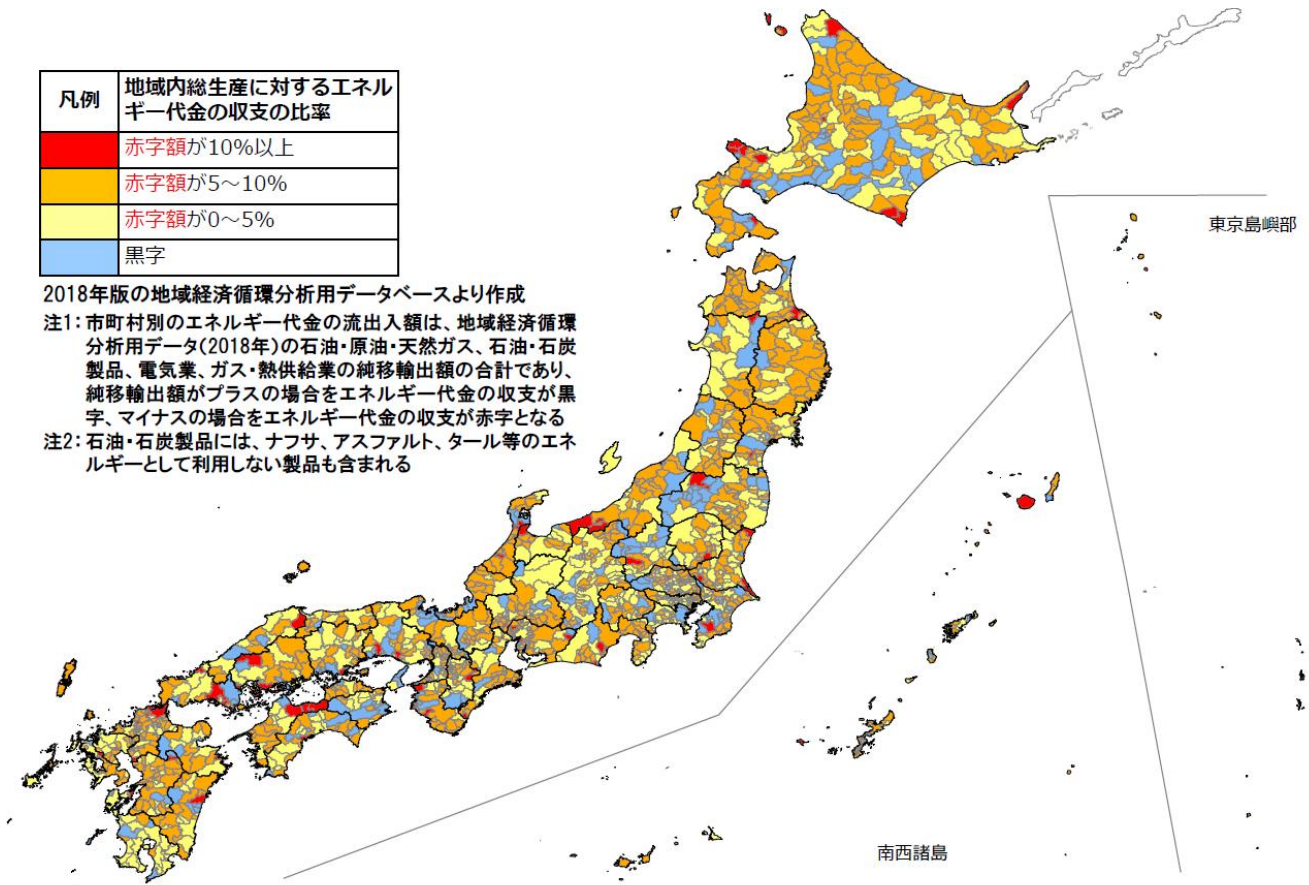 凡例
地域内総生産に対するエネル
ギー代金の収支の比率
赤字額が10%以上
赤字額が5～10%
赤字額が0～5%
黒字
2018年版の地域経済循環分析用データベースより作成
注1：市町村別のエネルギー代金の流出入額は、地域経済循環
分析用データ(2018年)の石油・原油・天然ガス、石油・石炭
製品、電気業、ガス・熱供給業の純移輸出額の合計であり、
純移輸出額がプラスの場合をエネルギー代金の収支が黒
字、マイナスの場合をエネルギー代金の収支が赤字となる
注2：石油・石炭製品には、ナフサ、アスファルト、タール等のエネ
ルギーとして利用しない製品も含まれる
東京島嶼部
南西諸島